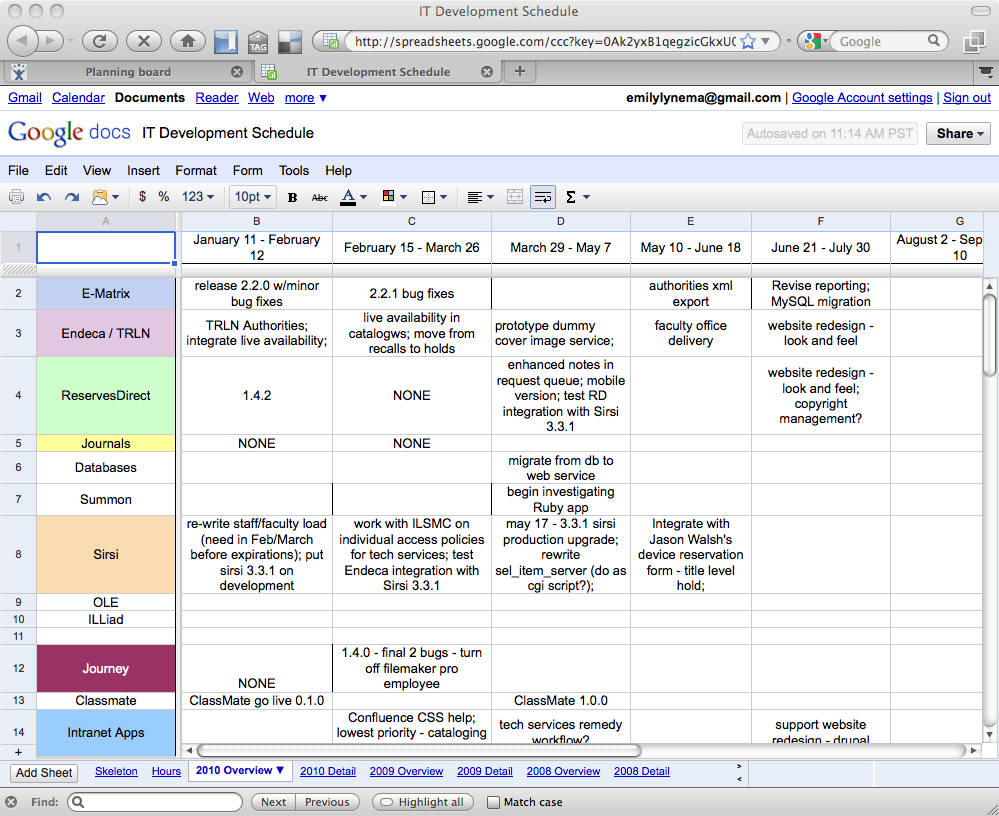 IT Development Schedule
http://spreadsheets.google.com/ccc?key=0Ak2yxB1qegzicGkxU
Google
TAG
Planning board
IT Development Schedule
Gmail Calendar Documents Reader Web more ▼
emilylynema@gmail.com | Google Account settings | Sign out
Google docs IT Development Schedule
Autosaved on 11:14 AM PST
Share
File Edit View Insert Format Form Tools Help
$ % 123 10pt B Abc A Σ
A B C D E F G
1
January 11 - February
12
February 15 - March 26
March 29 - May 7
May 10 - June 18
June 21 - July 30
August 2 - Sep
10
2
E-Matrix
release 2.2.0 w/minor
bug fixes
2.2.1 bug fixes
authorities xml
export
Revise reporting;
MySQL migration
3
Endeca / TRLN
TRLN Authorities;
integrate live availability;
live availability in
catalogws; move from
recalls to holds
prototype dummy
cover image service;
faculty office
delivery
website redesign -
look and feel
4
ReservesDirect
1.4.2
NONE
enhanced notes in
request queue; mobile
version; test RD
integration with Sirsi
3.3.1
website redesign -
look and feel;
copyright
management?
5
Journals
NONE
NONE
6
Databases
migrate from db to
web service
7
Summon
begin investigating
Ruby app
8
Sirsi
re-write staff/faculty load
(need in Feb/March
before expirations); put
sirsi 3.3.1 on
development
work with ILSMC on
individual access policies
for tech services; test
Endeca integration with
Sirsi 3.3.1
may 17 - 3.3.1 sirsi
production upgrade;
rewrite
sel_item_server (do as
cgi script?);
Integrate with
Jason Walsh's
device reservation
form - title level
hold;
9
OLE
10
ILLiad
11
12
Journey
NONE
1.4.0 - final 2 bugs - turn
off filemaker pro
employee
13
Classmate
ClassMate go live 0.1.0
ClassMate 1.0.0
14
Intranet Apps
Confluence CSS help;
lowest priority - cataloging
tech services remedy
workflow?
support website
redesign - drupal
+
Add Sheet Skeleton Hours 2010 Overview ▼ 2010 Detail 2009 Overview 2009 Detail 2008 Overview 2008 Detail
>
<
Find: Next Previous Highlight all Match case